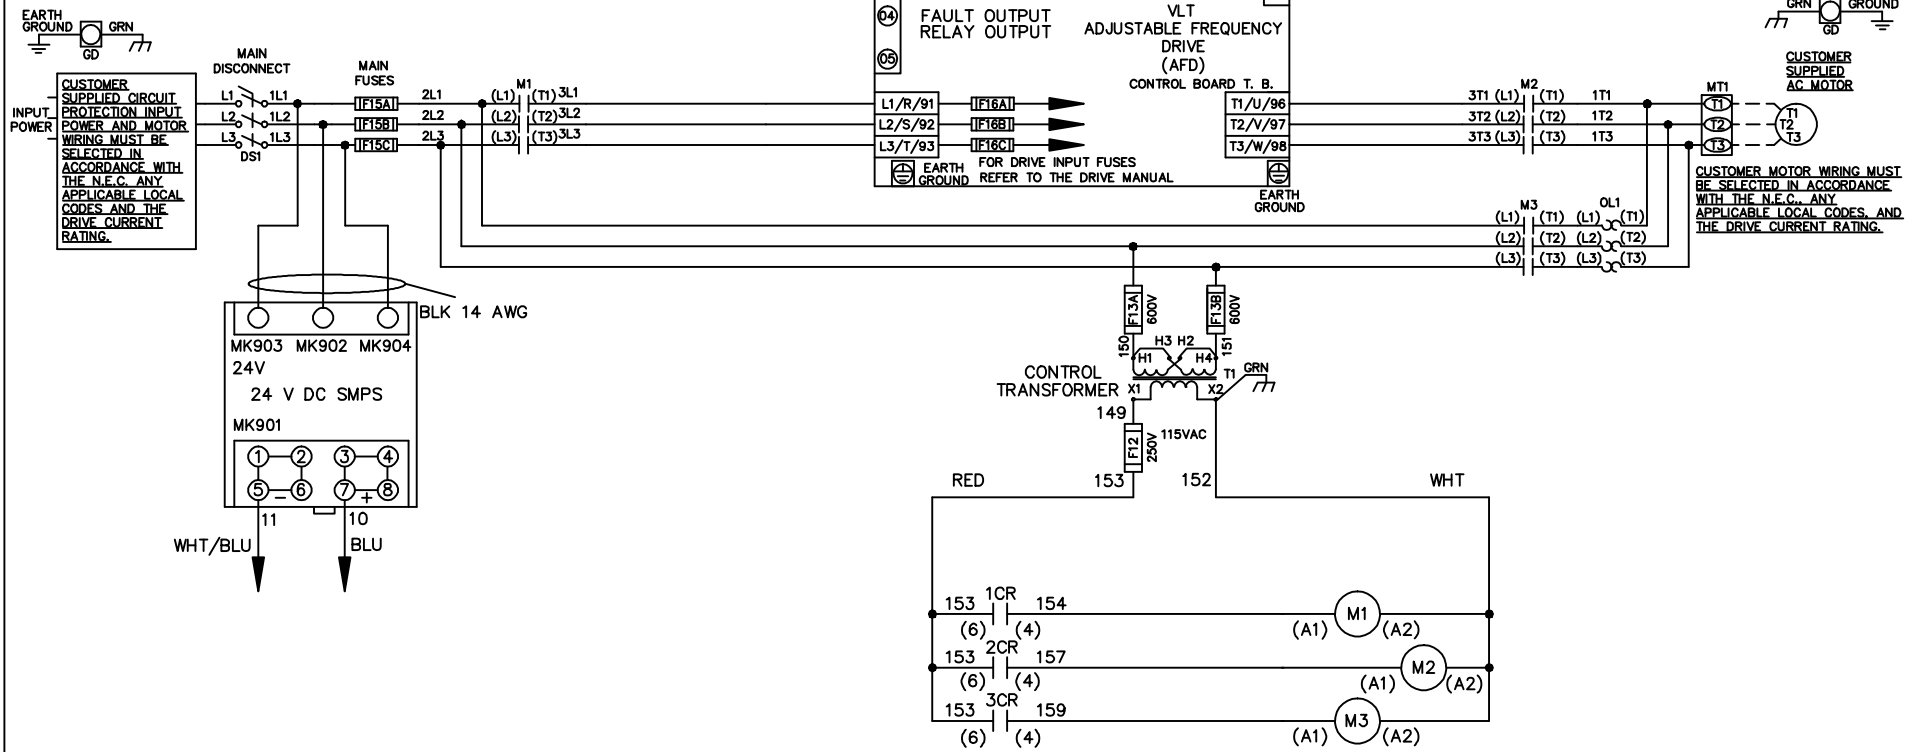 EARTH
GROUND
GRN
GD
04
FAULT OUTPUT
RELAY OUTPUT
05
VLT
ADJUSTABLE FREQUENCY
DRIVE
(AFD)
CONTROL BOARD T. B.
GRN
GROUND
GD
CUSTOMER
SUPPLIED
AC MOTOR
INPUT
POWER
CUSTOMER
SUPPLIED CIRCUIT
PROTECTION INPUT
POWER AND MOTOR
WIRING MUST BE
SELECTED IN
ACCORDANCE WITH
THE N.E.C. ANY
APPLICABLE LOCAL
CODES AND THE
DRIVE CURRENT
RATING.
MAIN
DISCONNECT
MAIN
FUSES
L1 1L1 F15A 2L1 (L1) M1 (T1) 3L1
L2 1L2 F15B 2L2 (L2) (T2) 3L2
L3 1L3 F15C 2L3 (L3) (T3) 3L3
DS1
L1/R/91 F16A T1/U/96
L2/S/92 F16B T2/V/97
L3/T/93 F16C T3/W/98
EARTH
GROUND
FOR DRIVE INPUT FUSES
REFER TO THE DRIVE MANUAL
EARTH
GROUND
M2
3T1 (L1) (T1) 1T1
3T2 (L2) (T2) 1T2
3T3 (L3) (T3) 1T3
MT1
T1
T2
T3
T1
T2
T3
CUSTOMER MOTOR WIRING MUST
BE SELECTED IN ACCORDANCE
WITH THE N.E.C., ANY
APPLICABLE LOCAL CODES, AND
THE DRIVE CURRENT RATING.
M3 OL1
(L1) (T1) (L1) (T1)
(L2) (T2) (L2) (T2)
(L3) (T3) (L3) (T3)
BLK 14 AWG
MK903 MK902 MK904
24V
24 V DC SMPS
MK901
1 2 3 4
5 - 6 7 + 8
11 10
WHT/BLU BLU
F13A
600V
F13B
600V
150
H3 H2
151
H1 H4
CONTROL
TRANSFORMER
T1
GRN
X1 X2
149
F12
250V
115VAC
153 152
RED WHT
1CR
153 154
(6) (4)
M1
(A1) (A2)
2CR
153 157
(6) (4)
M2
(A1) (A2)
3CR
153 159
(6) (4)
M3
(A1) (A2)